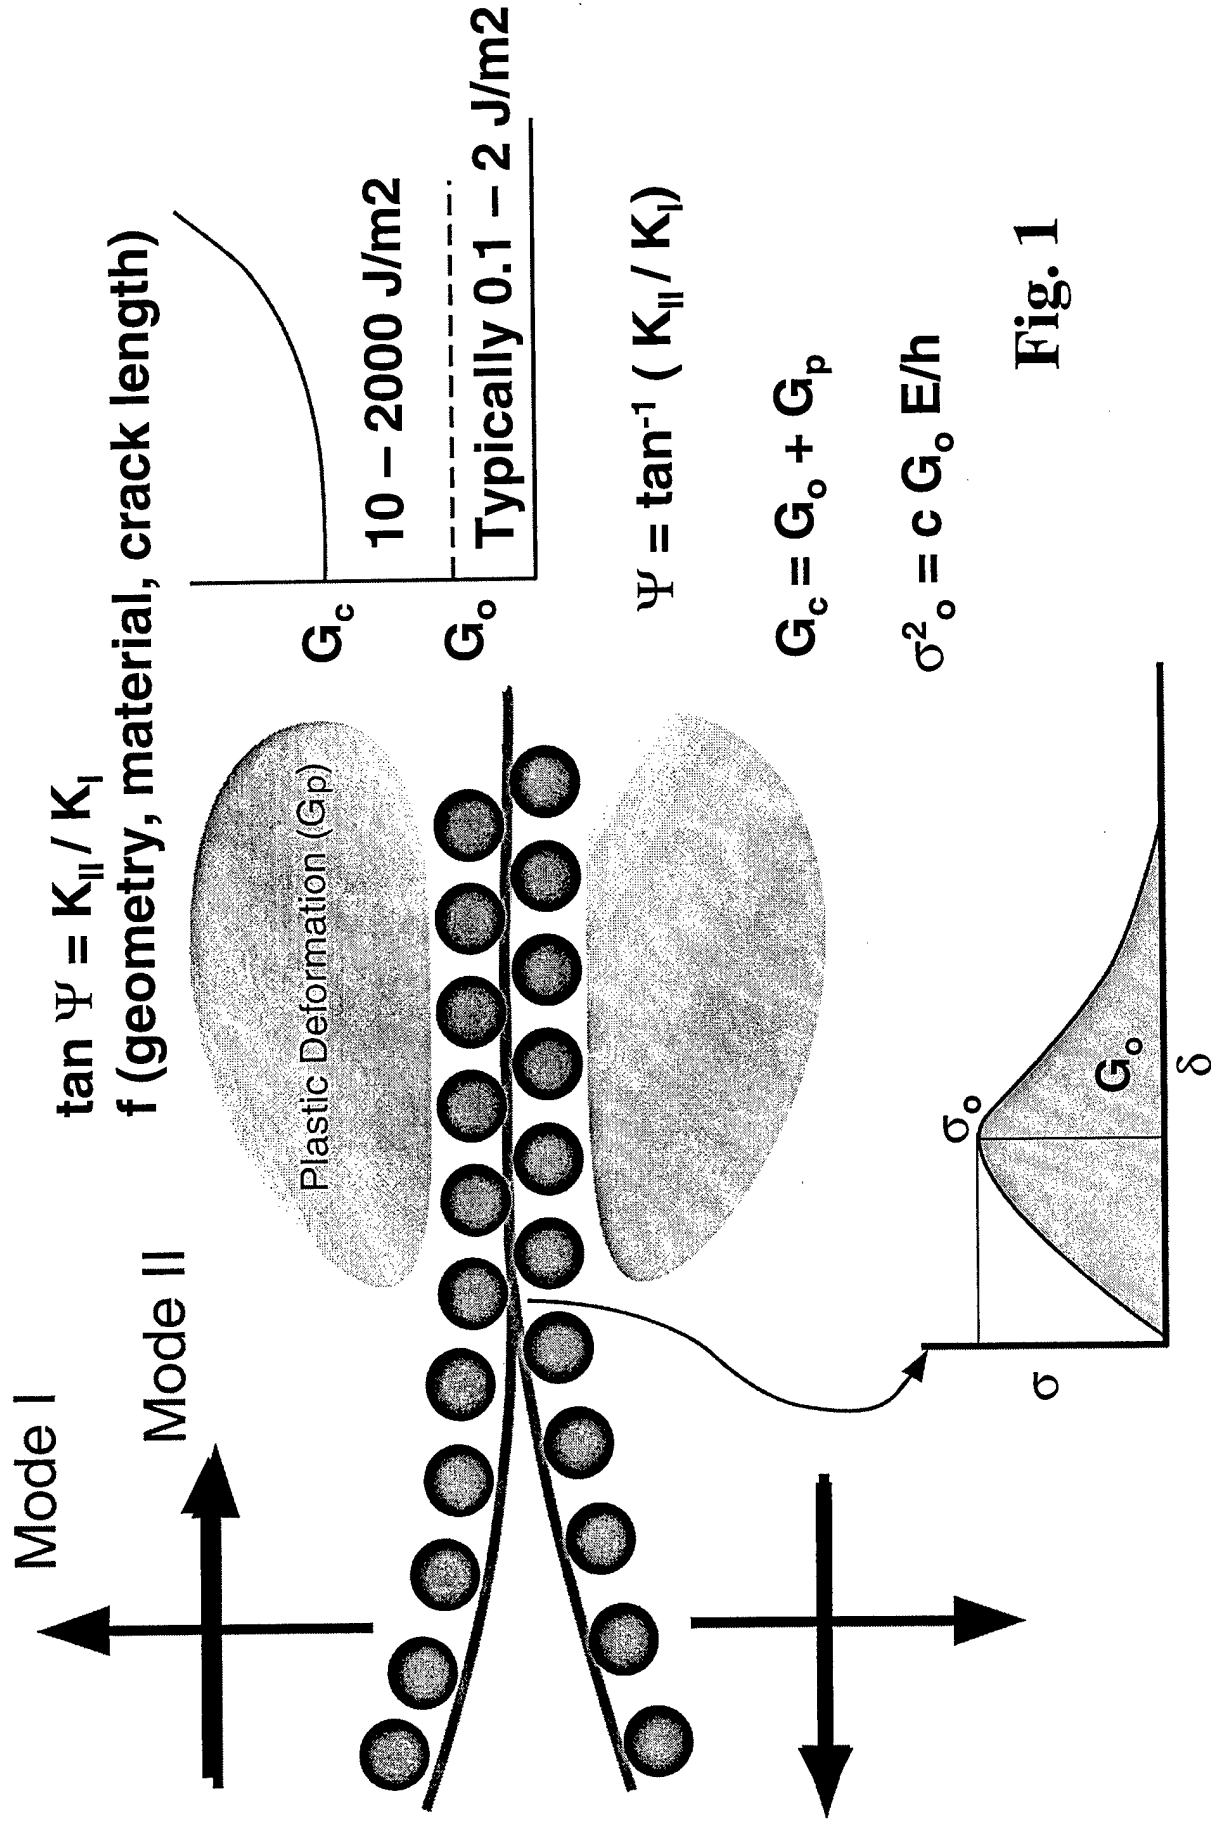 Mode I
Mode II
tan Ψ = K_II / K_I
f (geometry, material, crack length)
Plastic Deformation (Gp)
G_c
10 – 2000 J/m2
G_o
Typically 0.1 – 2 J/m2
Ψ = tan⁻¹ ( K_II / K_I)
G_c = G_o + G_p
σ²_o = c G_o E/h
σ
σ_o
G_o
δ
Fig. 1